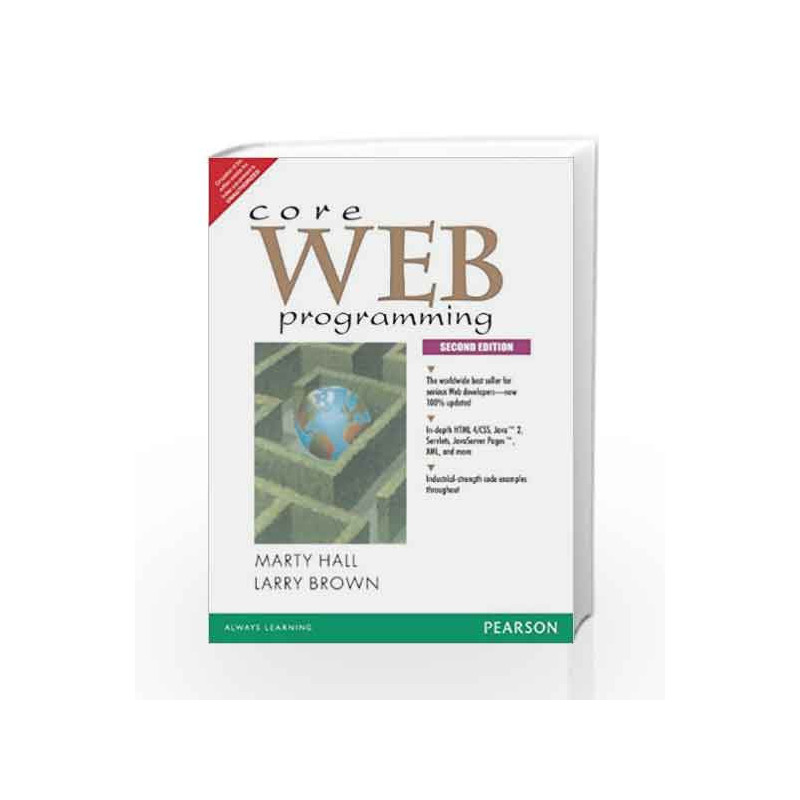 core
WEB
programming
SECOND EDITION
The worldwide best seller for
serious Web developers—now
100% updated
In-depth HTML 4/CSS, Java™ 2,
Servlets, JavaServer Pages™,
XML, and more
Industrial-strength code examples
throughout
MARTY HALL
LARRY BROWN
ALWAYS LEARNING
PEARSON